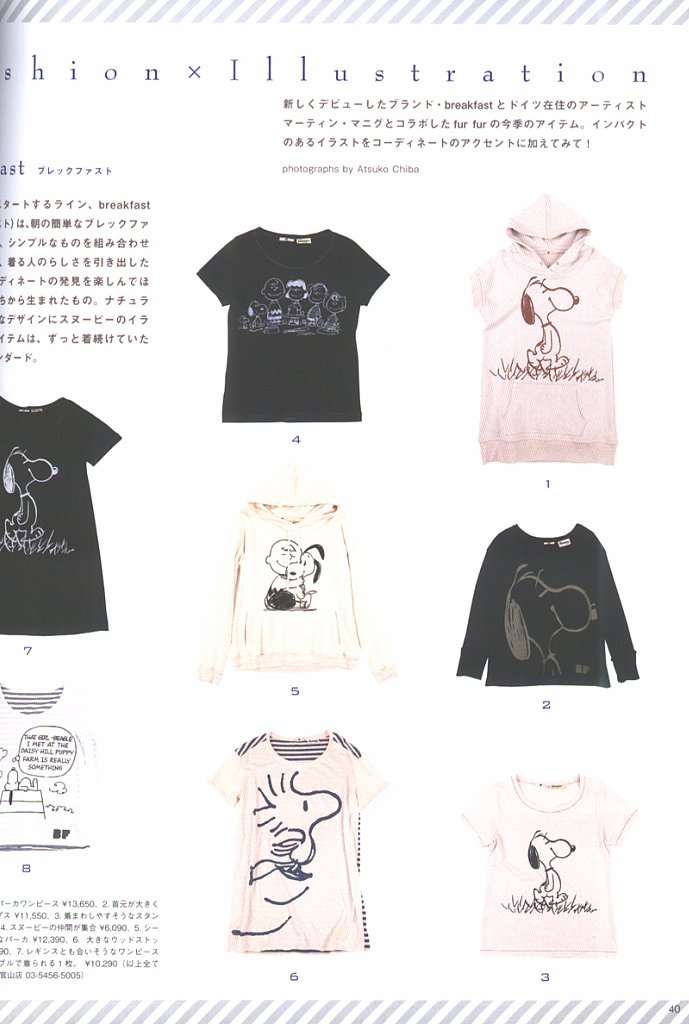 shion×Illustration
新しくデビューしたブランド・breakfastとドイツ在住のアーティスト
マーティン・マニグとコラボしたfur furの今季のアイテム。インパクト
のあるイラストをコーディネートのアクセントに加えてみて！
photographs by Atsuko Chiba
ast ブレックファスト
タートするライン、breakfast
スト）は、朝の簡単なブレックファ
、シンプルなものを組み合わせ
、着る人のらしさを引き出した
ディネートの発見を楽しんでほ
ちから生まれたもの。ナチュラ
なデザインにスヌーピーのイラ
イテムは、ずっと着続けていた
ンダード。
4
1
7
5
2
THAT GIRL-BEAGLE
I MET AT THE
DAISY HILL PUPPY
FARM IS REALLY
SOMETHING
BF
8
6
3
パーカワンピース ¥13,650、2. 首元が大きく
プス ¥11,550、3. 着まわしやすそうなスタン
4. スヌーピーの仲間が集合 ¥6,090、5. シー
なパーカ ¥12,390、6. 大きなウッドストッ
90、7. レギンスとも合いそうなワンピース
ブルで着られる1枚。 ¥10,290（以上全て
官山店 03-5456-5005）
40